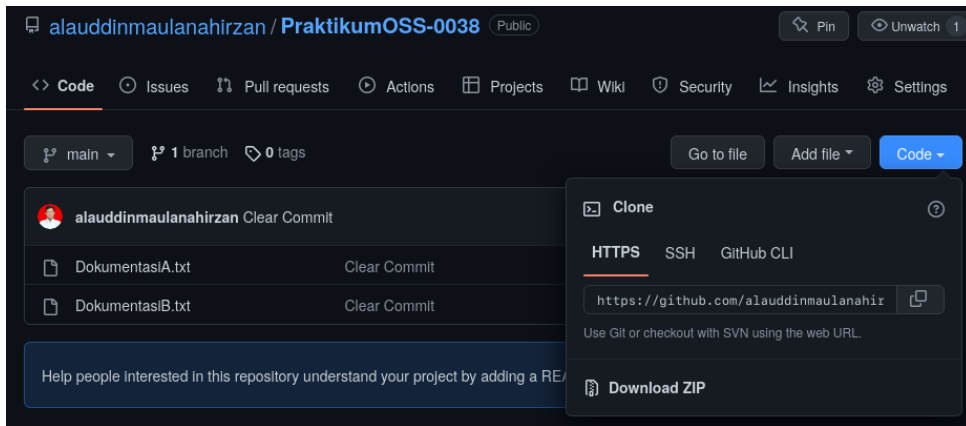 alauddinmaulanahirzan / PraktikumOSS-0038 Public Pin Unwatch 1
Code Issues Pull requests Actions Projects Wiki Security Insights Settings
main 1 branch 0 tags Go to file Add file Code
alauddinmaulanahirzan Clear Commit
DokumentasiA.txt Clear Commit
DokumentasiB.txt Clear Commit
Help people interested in this repository understand your project by adding a REA
Clone
HTTPS SSH GitHub CLI
https://github.com/alauddinmaulanahir
Use Git or checkout with SVN using the web URL.
Download ZIP